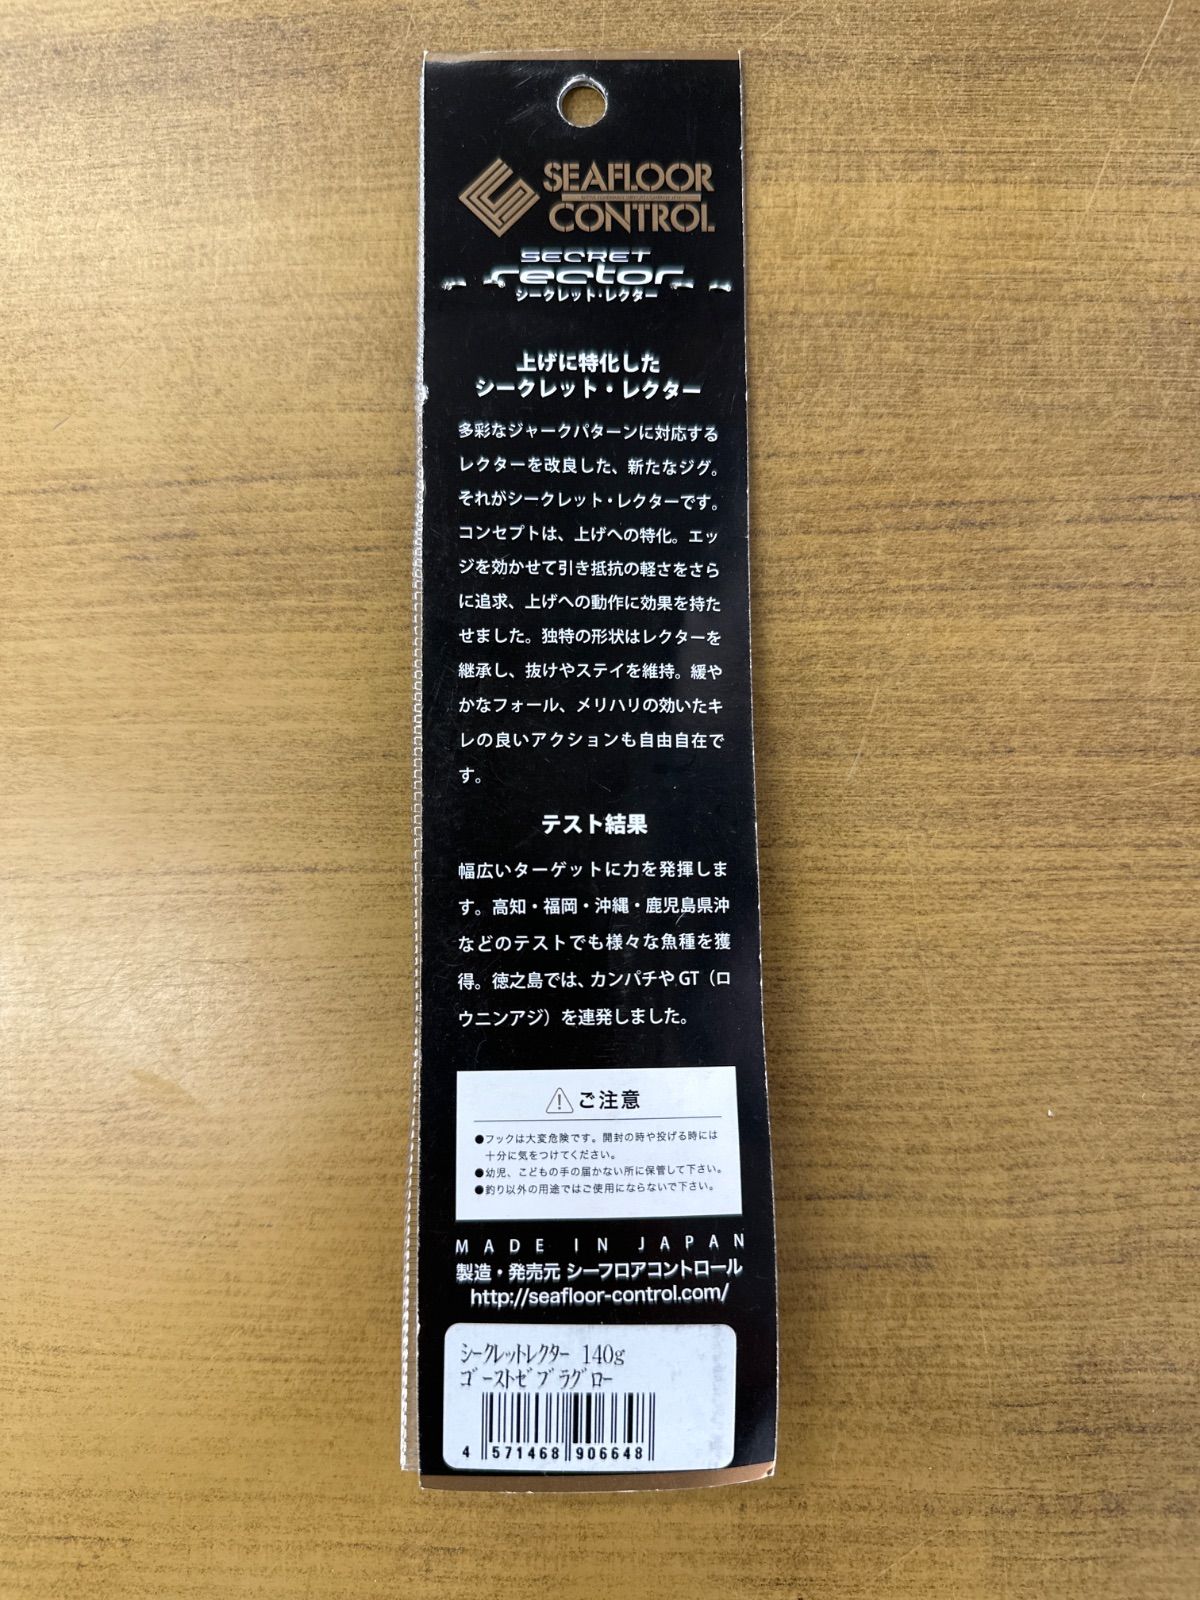 SEAFLOOR
CONTROL
SECRET
rector
シークレット・レクター
上げに特化した
シークレット・レクター
多彩なジャークパターンに対応する
レクターを改良した、新たなジグ。
それがシークレット・レクターです。
コンセプトは、上げへの特化。エッ
ジを効かせて引き抵抗の軽さをさら
に追求、上げへの動作に効果を持た
せました。独特の形状はレクターを
継承し、抜けやステイを維持。緩や
かなフォール、メリハリの効いたキ
レの良いアクションも自由自在で
す。
テスト結果
幅広いターゲットに力を発揮しま
す。高知・福岡・沖縄・鹿児島県沖
などのテストでも様々な魚種を獲
得。徳之島では、カンパチや GT（ロ
ウニンアジ）を連発しました。
ご注意
●フックは大変危険です。開封の時や投げる時には
十分に気をつけてください。
●幼児、こどもの手の届かない所に保管して下さい。
●釣り以外の用途ではご使用にならないで下さい。
MADE IN JAPAN
製造・発売元 シーフロアコントロール
http://seafloor-control.com/
ｼｰｸﾚｯﾄﾚｸﾀｰ 140g
ｺﾞｰｽﾄｾﾞﾌﾞﾗｸﾞﾛｰ
4 571468 906648